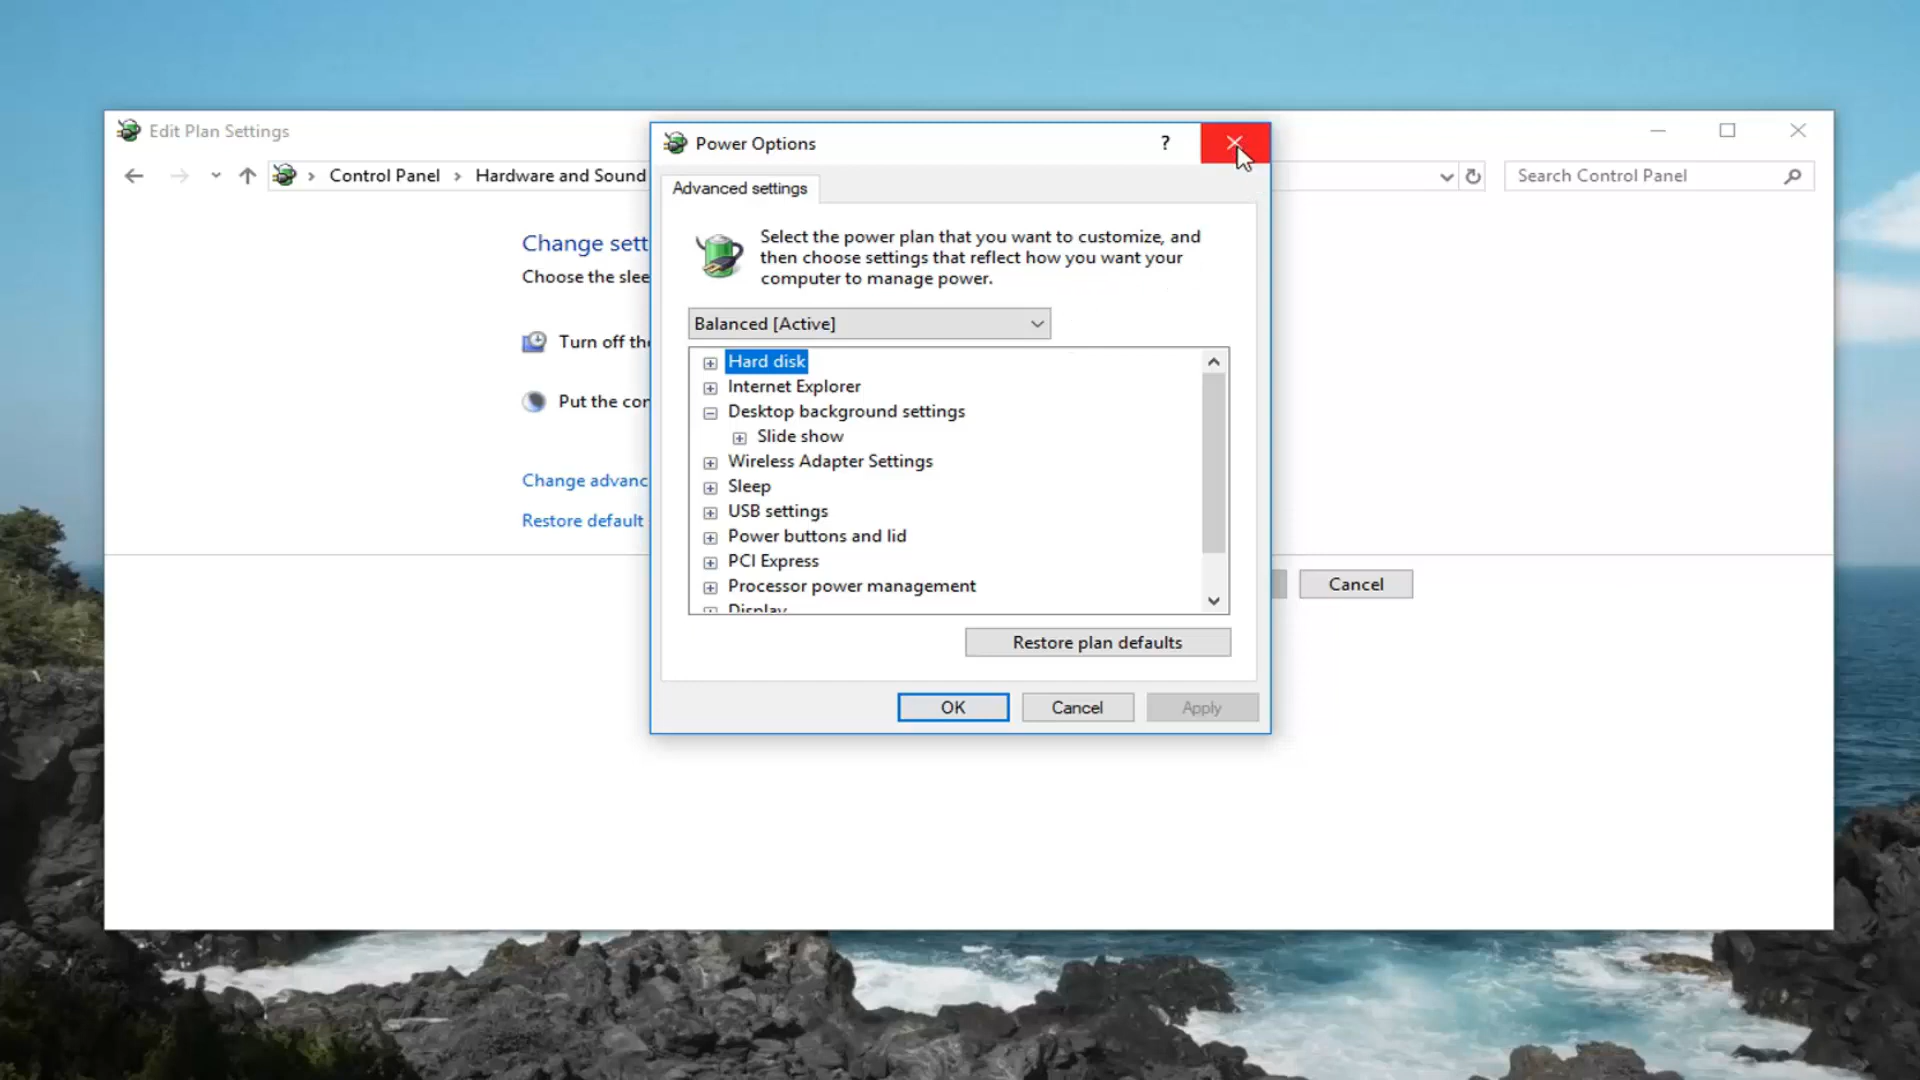 Edit Plan Settings
Control Panel > Hardware and Sound
Search Control Panel
Change sett
Choose the slee
Turn off the
Put the con
Change advanc
Restore default
Cancel
Power Options
?
Advanced settings
Select the power plan that you want to customize, and
then choose settings that reflect how you want your
computer to manage power.
Balanced [Active]
Hard disk
Internet Explorer
Desktop background settings
Slide show
Wireless Adapter Settings
Sleep
USB settings
Power buttons and lid
PCI Express
Processor power management
Display
Restore plan defaults
OK
Cancel
Apply